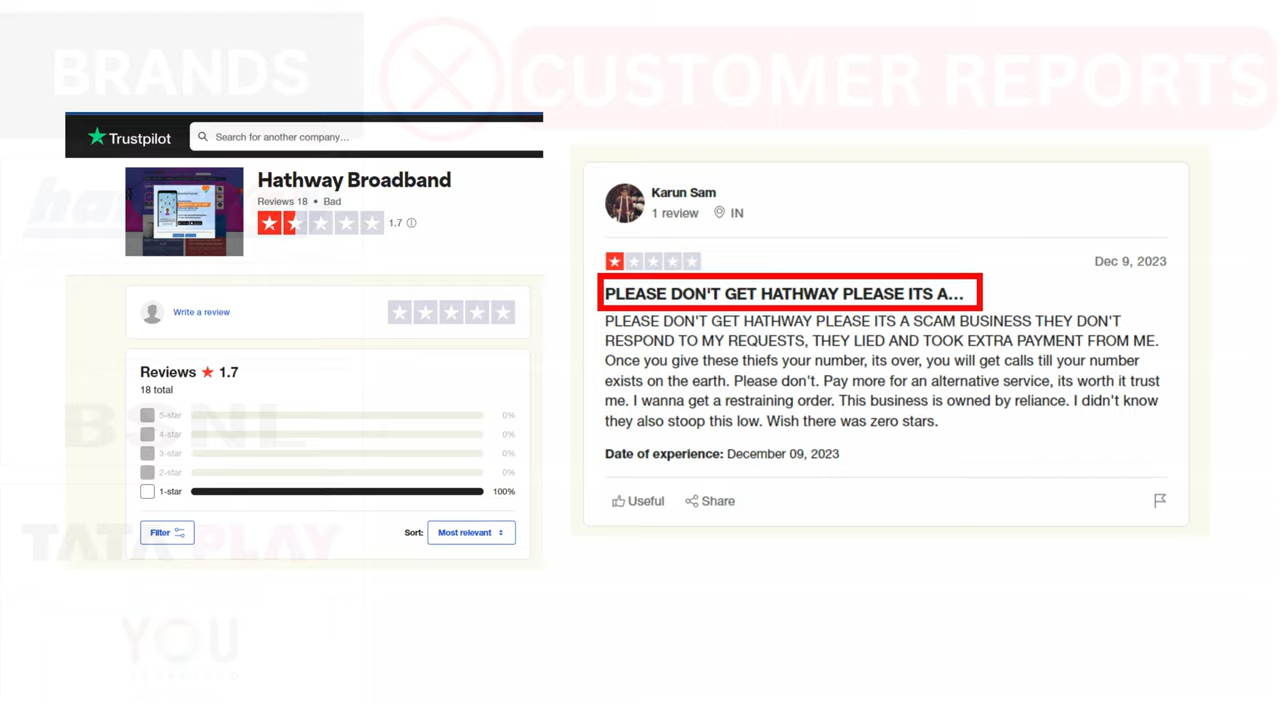 BRANDS
CUSTOMER REPORTS
Trustpilot
Search for another company...
Hathway Broadband
Reviews 18 • Bad
1.7
Write a review
Reviews ★ 1.7
18 total
5-star 0%
4-star 0%
3-star 0%
2-star 0%
1-star 100%
Filter
Sort: Most relevant
BSNL
TATA PLAY
YOU
Karun Sam
1 review IN
Dec 9, 2023
PLEASE DON'T GET HATHWAY PLEASE ITS A...
PLEASE DON'T GET HATHWAY PLEASE ITS A SCAM BUSINESS THEY DON'T
RESPOND TO MY REQUESTS, THEY LIED AND TOOK EXTRA PAYMENT FROM ME.
Once you give these thiefs your number, its over, you will get calls till your number
exists on the earth. Please don't. Pay more for an alternative service, its worth it trust
me. I wanna get a restraining order. This business is owned by reliance. I didn't know
they also stoop this low. Wish there was zero stars.
Date of experience: December 09, 2023
Useful Share